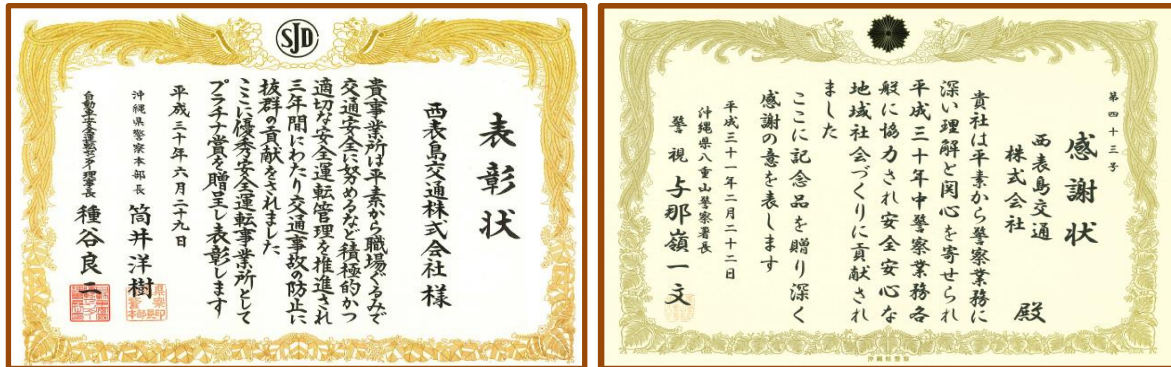 SJD
表彰状
西表島交通株式会社様
貴事業所は平素から職場ぐるみで
交通安全に努めるなど積極的かつ
適切な安全運転管理を推進され
三年間にわたり交通事故の防止に
抜群の貢献をされました
ここに優秀安全運転事業所として
プラチナ賞を贈呈し表彰します
平成三十年六月二十九日
沖縄県警察本部長 筒井洋樹
自動車安全運転センター理事長 種谷良二
第四十三号
感謝状
西表島交通
株式会社 殿
貴社は平素から警察業務に
深い理解と関心を寄せられ
平成三十年中警察業務各
般に協力され安全安心な
地域社会づくりに貢献され
ました
ここに記念品を贈り深く
感謝の意を表します
平成三十一年二月二十二日
沖縄県八重山警察署長
警視 与那嶺一文
沖縄県警察